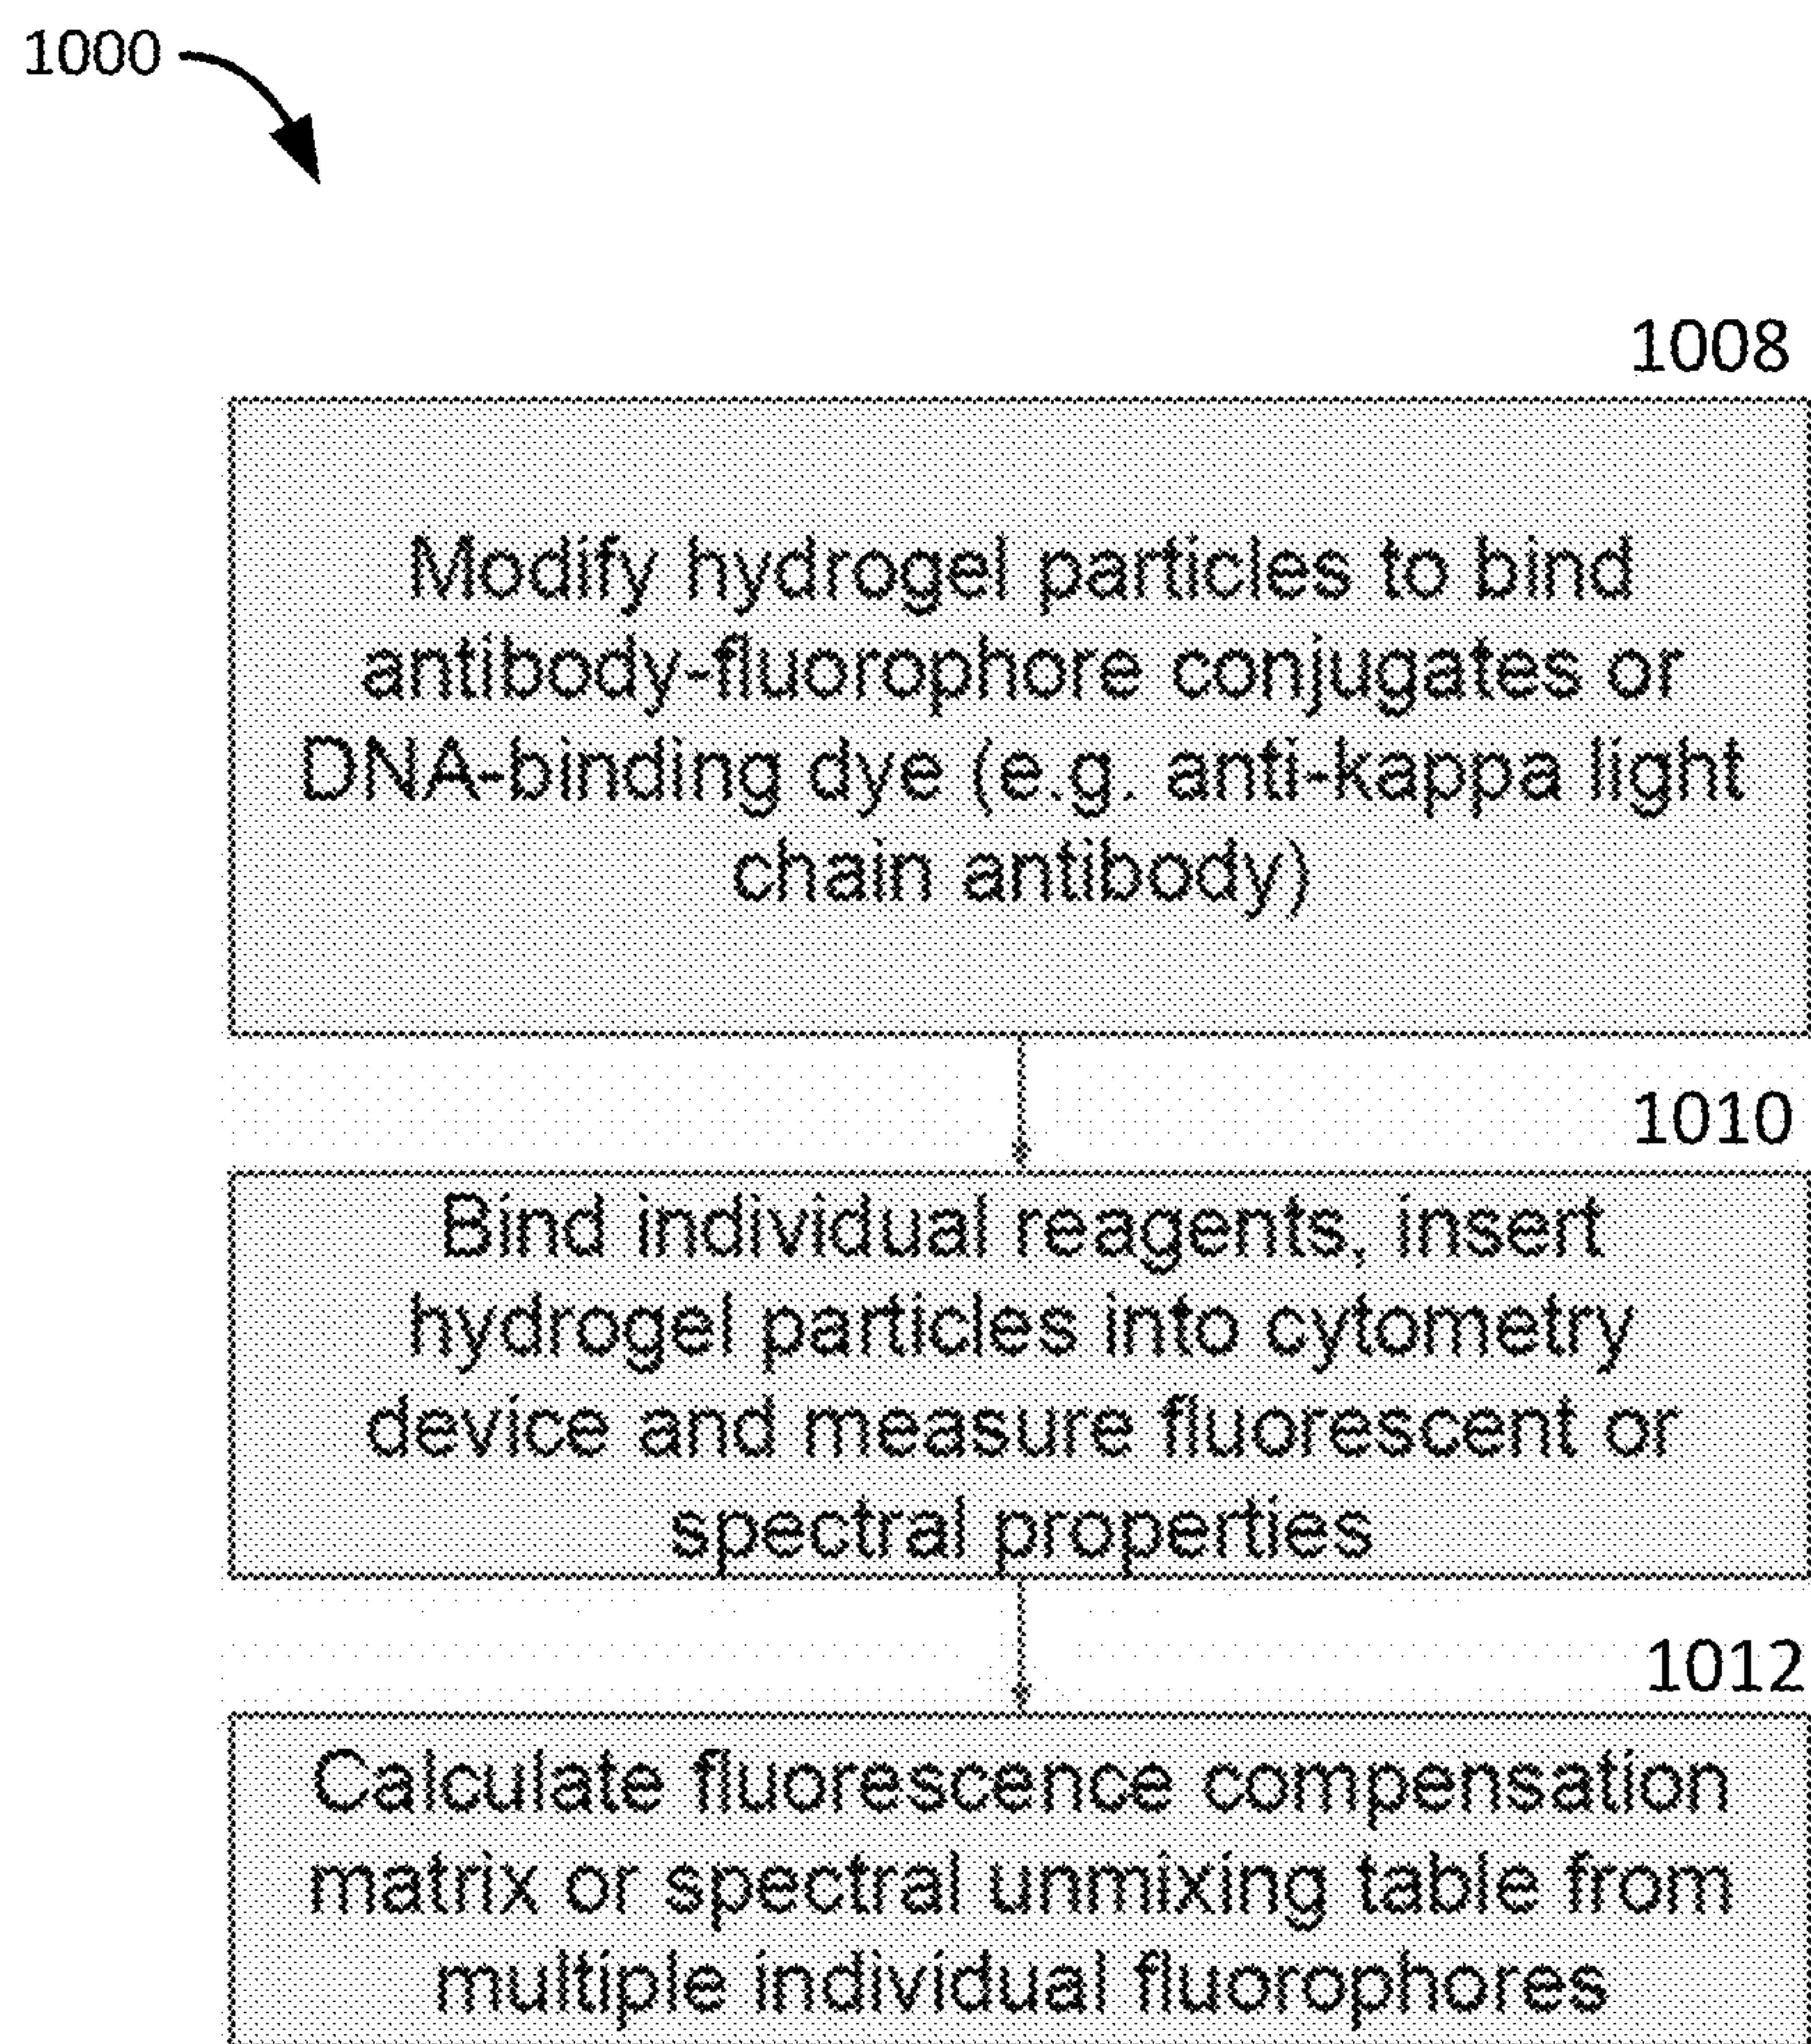 1000
1008
Modify hydrogel particles to bind
antibody-fluorophore conjugates or
DNA-binding dye (e.g. anti-kappa light
chain antibody)
1010
Bind individual reagents, insert
hydrogel particles into cytometry
device and measure fluorescent or
spectral properties
1012
Calculate fluorescence compensation
matrix or spectral unmixing table from
multiple individual fluorophores